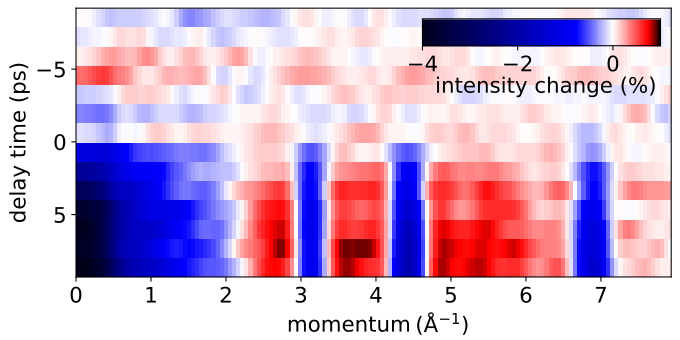 −4 −2 0
intensity change (%)
−5
0
5
delay time (ps)
0 1 2 3 4 5 6 7
momentum (Å⁻¹)